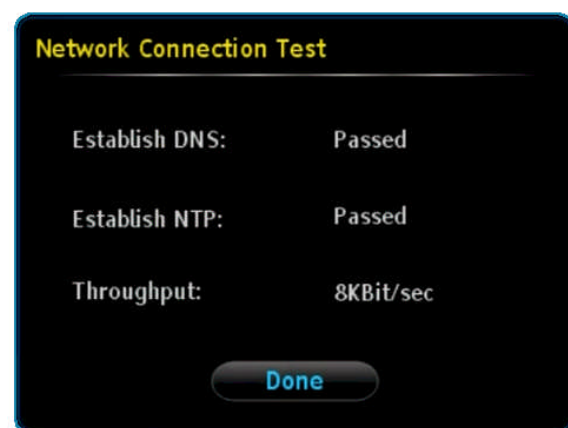 Network Connection Test
Establish DNS: Passed
Establish NTP: Passed
Throughput: 8KBit/sec
Done